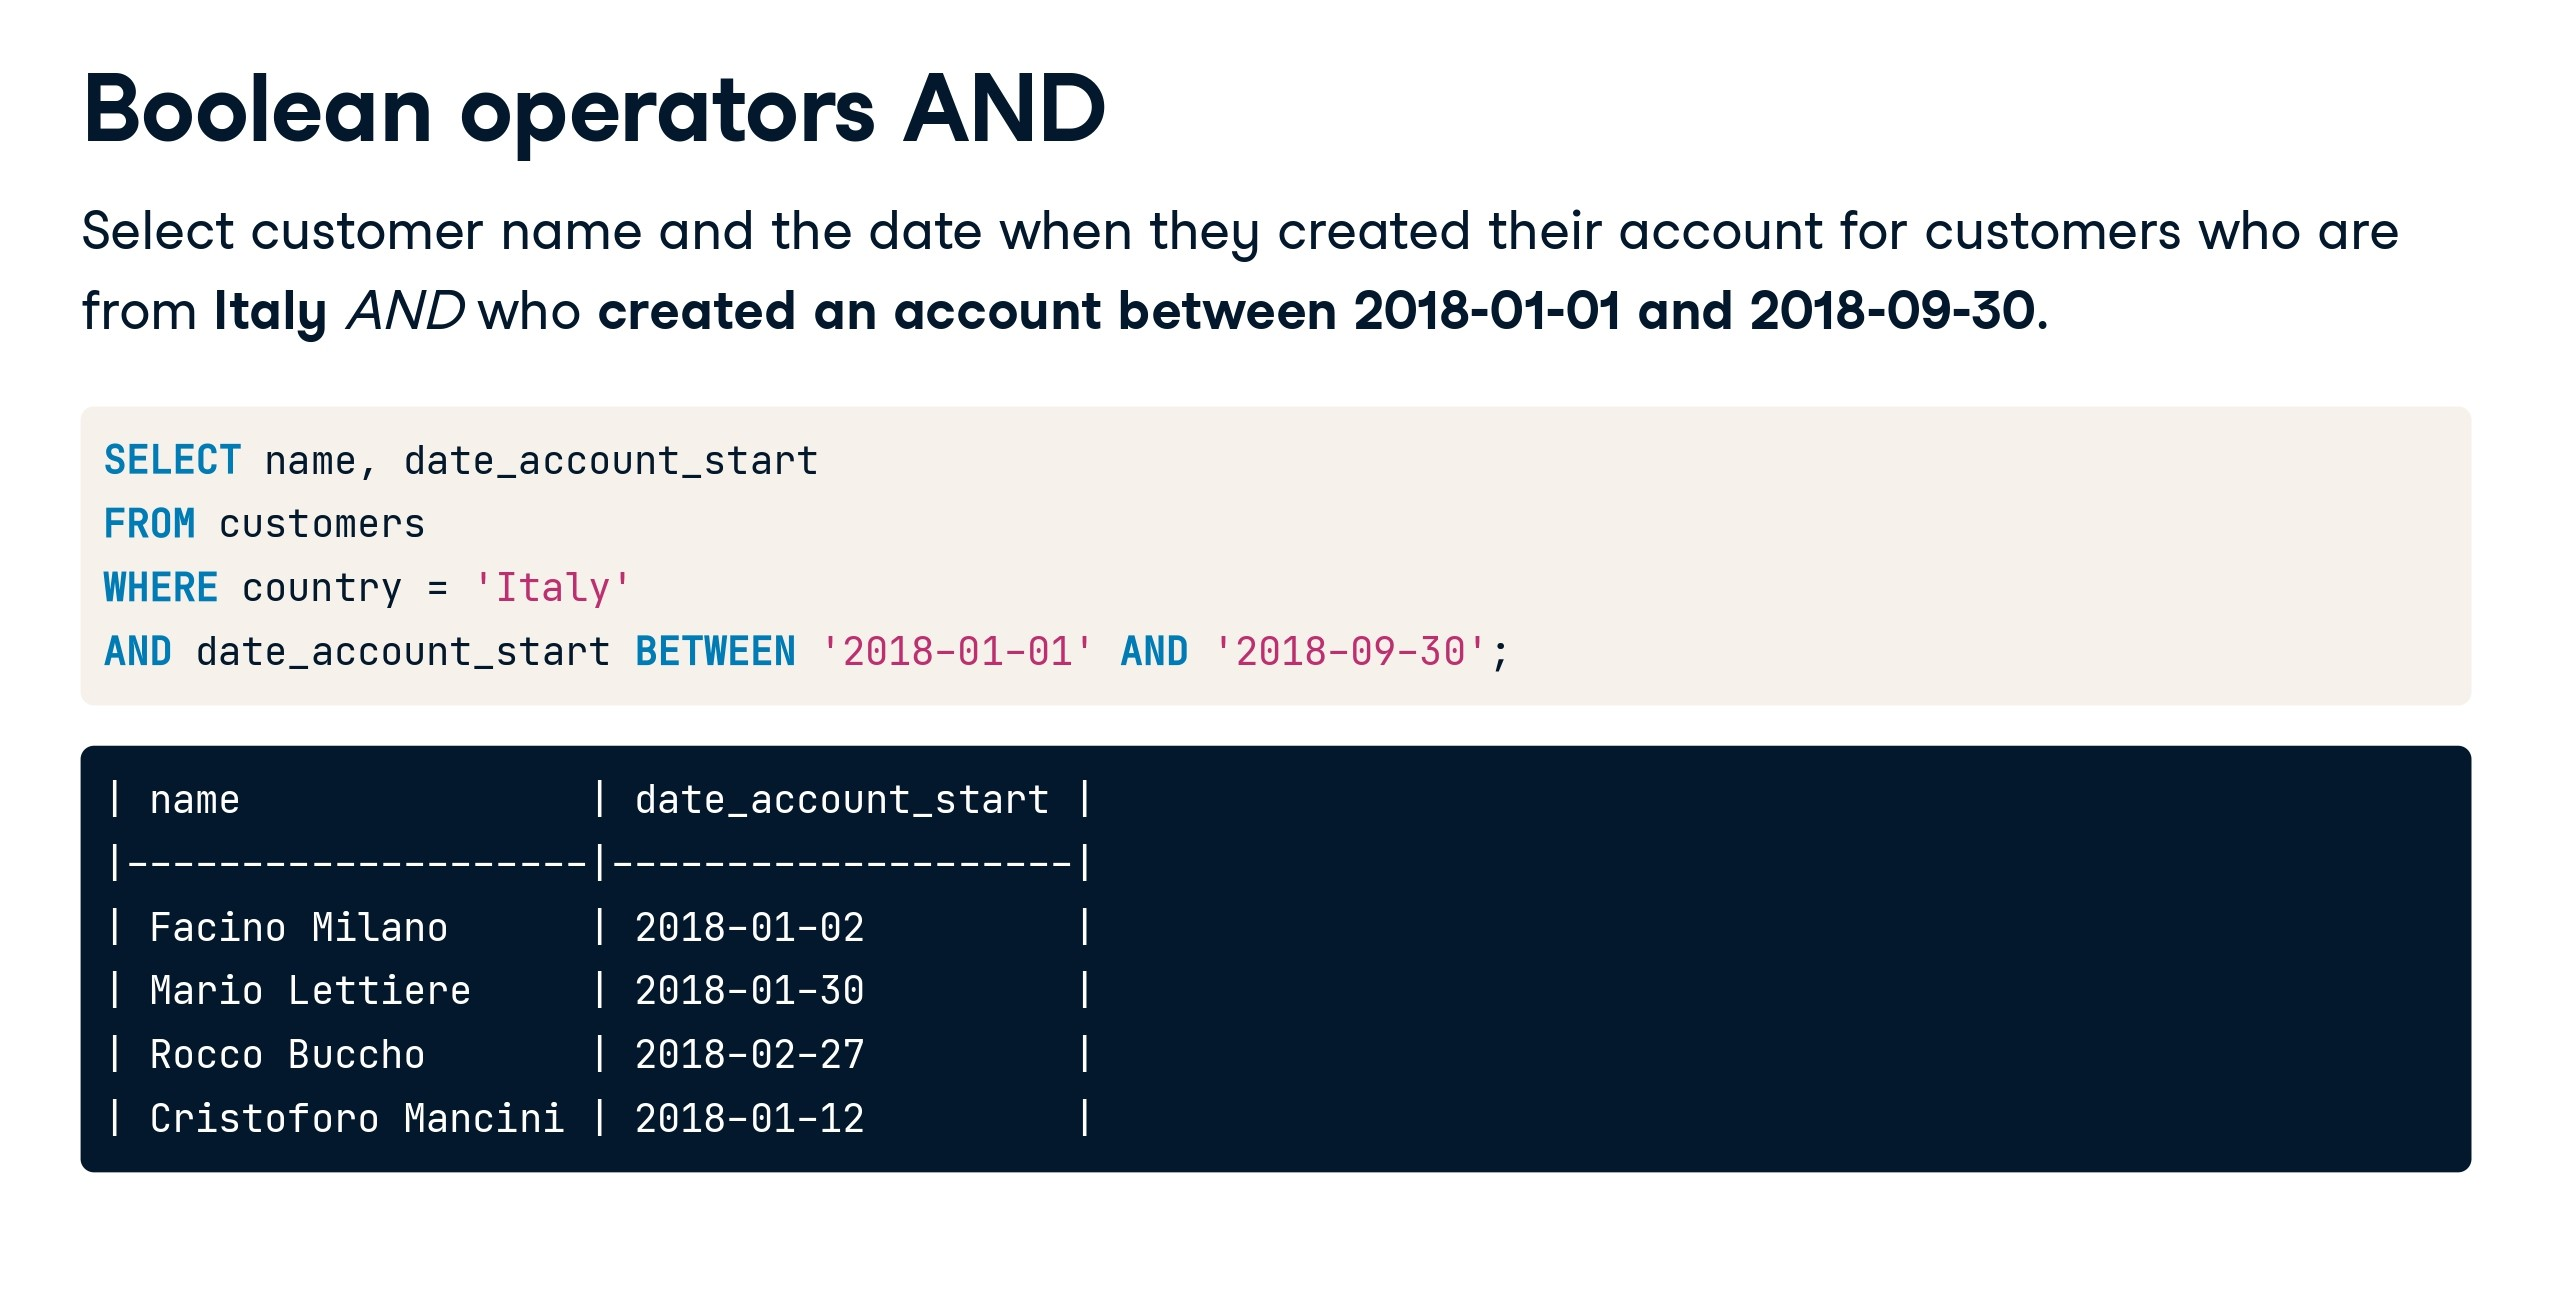 Boolean operators AND
Select customer name and the date when they created their account for customers who are
from Italy AND who created an account between 2018-01-01 and 2018-09-30.
SELECT name, date_account_start
FROM customers
WHERE country = 'Italy'
AND date_account_start BETWEEN '2018-01-01' AND '2018-09-30';
| name               | date_account_start |
|--------------------|--------------------|
| Facino Milano      | 2018-01-02         |
| Mario Lettiere     | 2018-01-30         |
| Rocco Buccho       | 2018-02-27         |
| Cristoforo Mancini | 2018-01-12         |